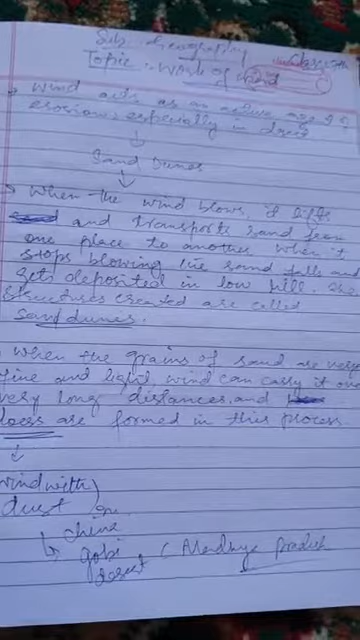 Sub :- Geography
Class - 7th
Topic :- Work of wind
Wind acts as an active age
erosion, especially in
Sand Dunes
When the wind blows, it lifts
and transports sand from
one place to another when it
stops blowing the sand falls and
gets deposited in low hill.
Structures created are called
Sand dunes.
When the grains of sand are very
fine and light, wind can carry it over
very long distances. and
loess are formed in this process
wind with
dust
China
gobi (Madhya Pradesh
desert